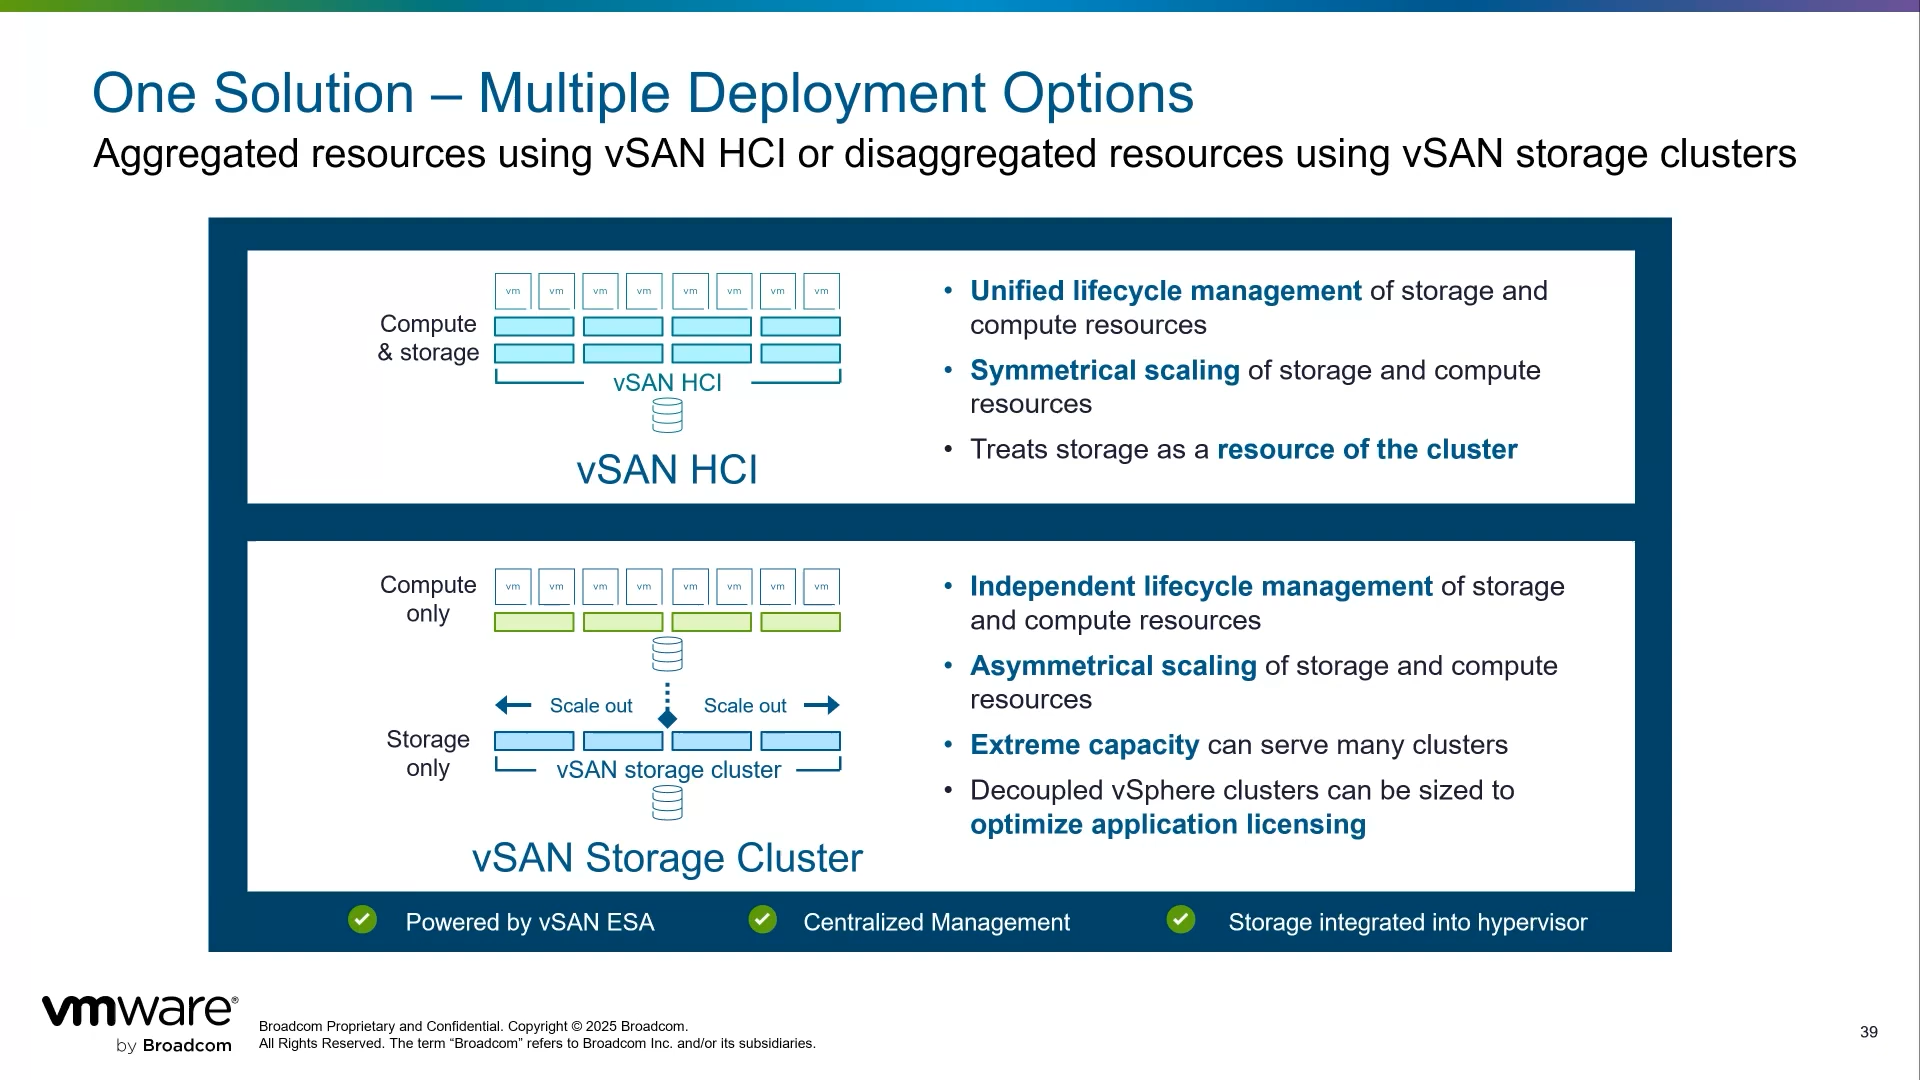 One Solution – Multiple Deployment Options
Aggregated resources using vSAN HCI or disaggregated resources using vSAN storage clusters
vm vm vm vm vm vm vm vm
Compute
& storage
vSAN HCI
vSAN HCI
• Unified lifecycle management of storage and
compute resources
• Symmetrical scaling of storage and compute
resources
• Treats storage as a resource of the cluster
Compute
only
vm vm vm vm vm vm vm vm
Scale out Scale out
Storage
only
vSAN storage cluster
vSAN Storage Cluster
• Independent lifecycle management of storage
and compute resources
• Asymmetrical scaling of storage and compute
resources
• Extreme capacity can serve many clusters
• Decoupled vSphere clusters can be sized to
optimize application licensing
Powered by vSAN ESA
Centralized Management
Storage integrated into hypervisor
vmware®
by Broadcom
Broadcom Proprietary and Confidential. Copyright © 2025 Broadcom.
All Rights Reserved. The term “Broadcom” refers to Broadcom Inc. and/or its subsidiaries.
39